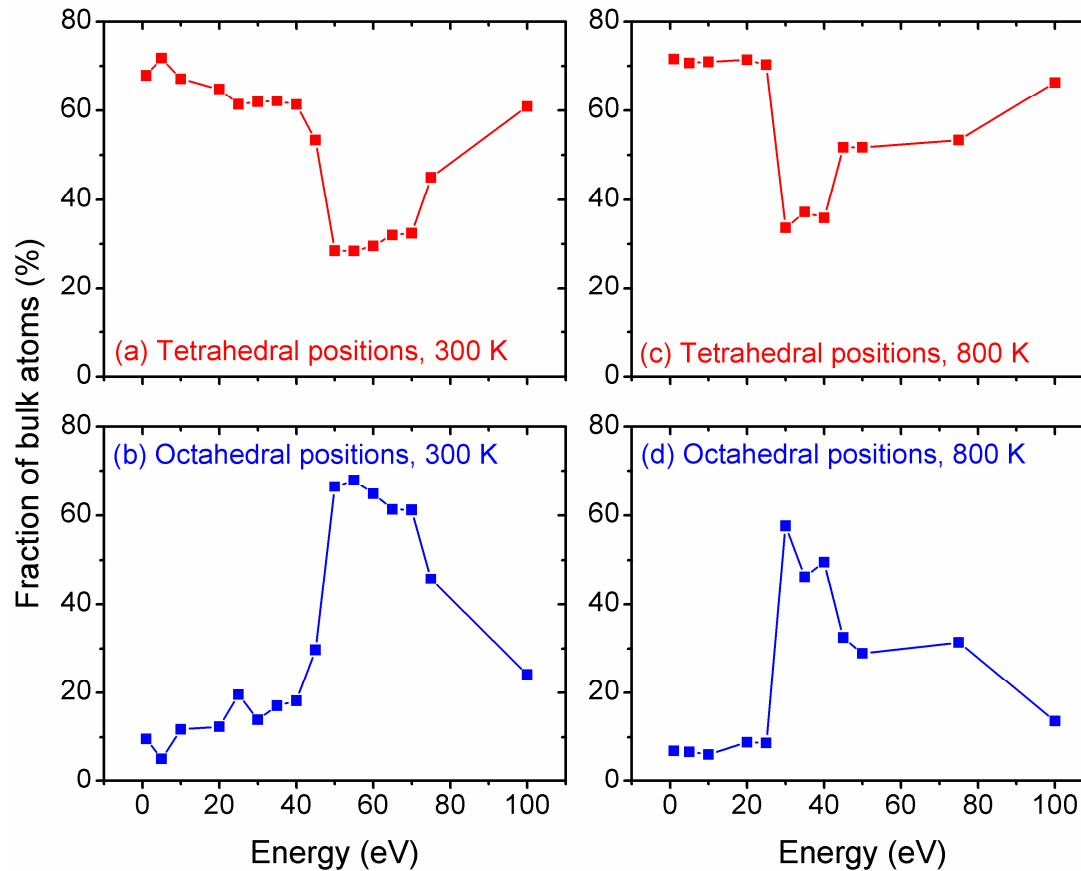 Fraction of bulk atoms (%)
80
60
40
20
0
(a) Tetrahedral positions, 300 K
0 20 40 60 80 100
(c) Tetrahedral positions, 800 K
0 20 40 60 80 100
80
60
40
20
0
(b) Octahedral positions, 300 K
0 20 40 60 80 100
Energy (eV)
(d) Octahedral positions, 800 K
0 20 40 60 80 100
Energy (eV)